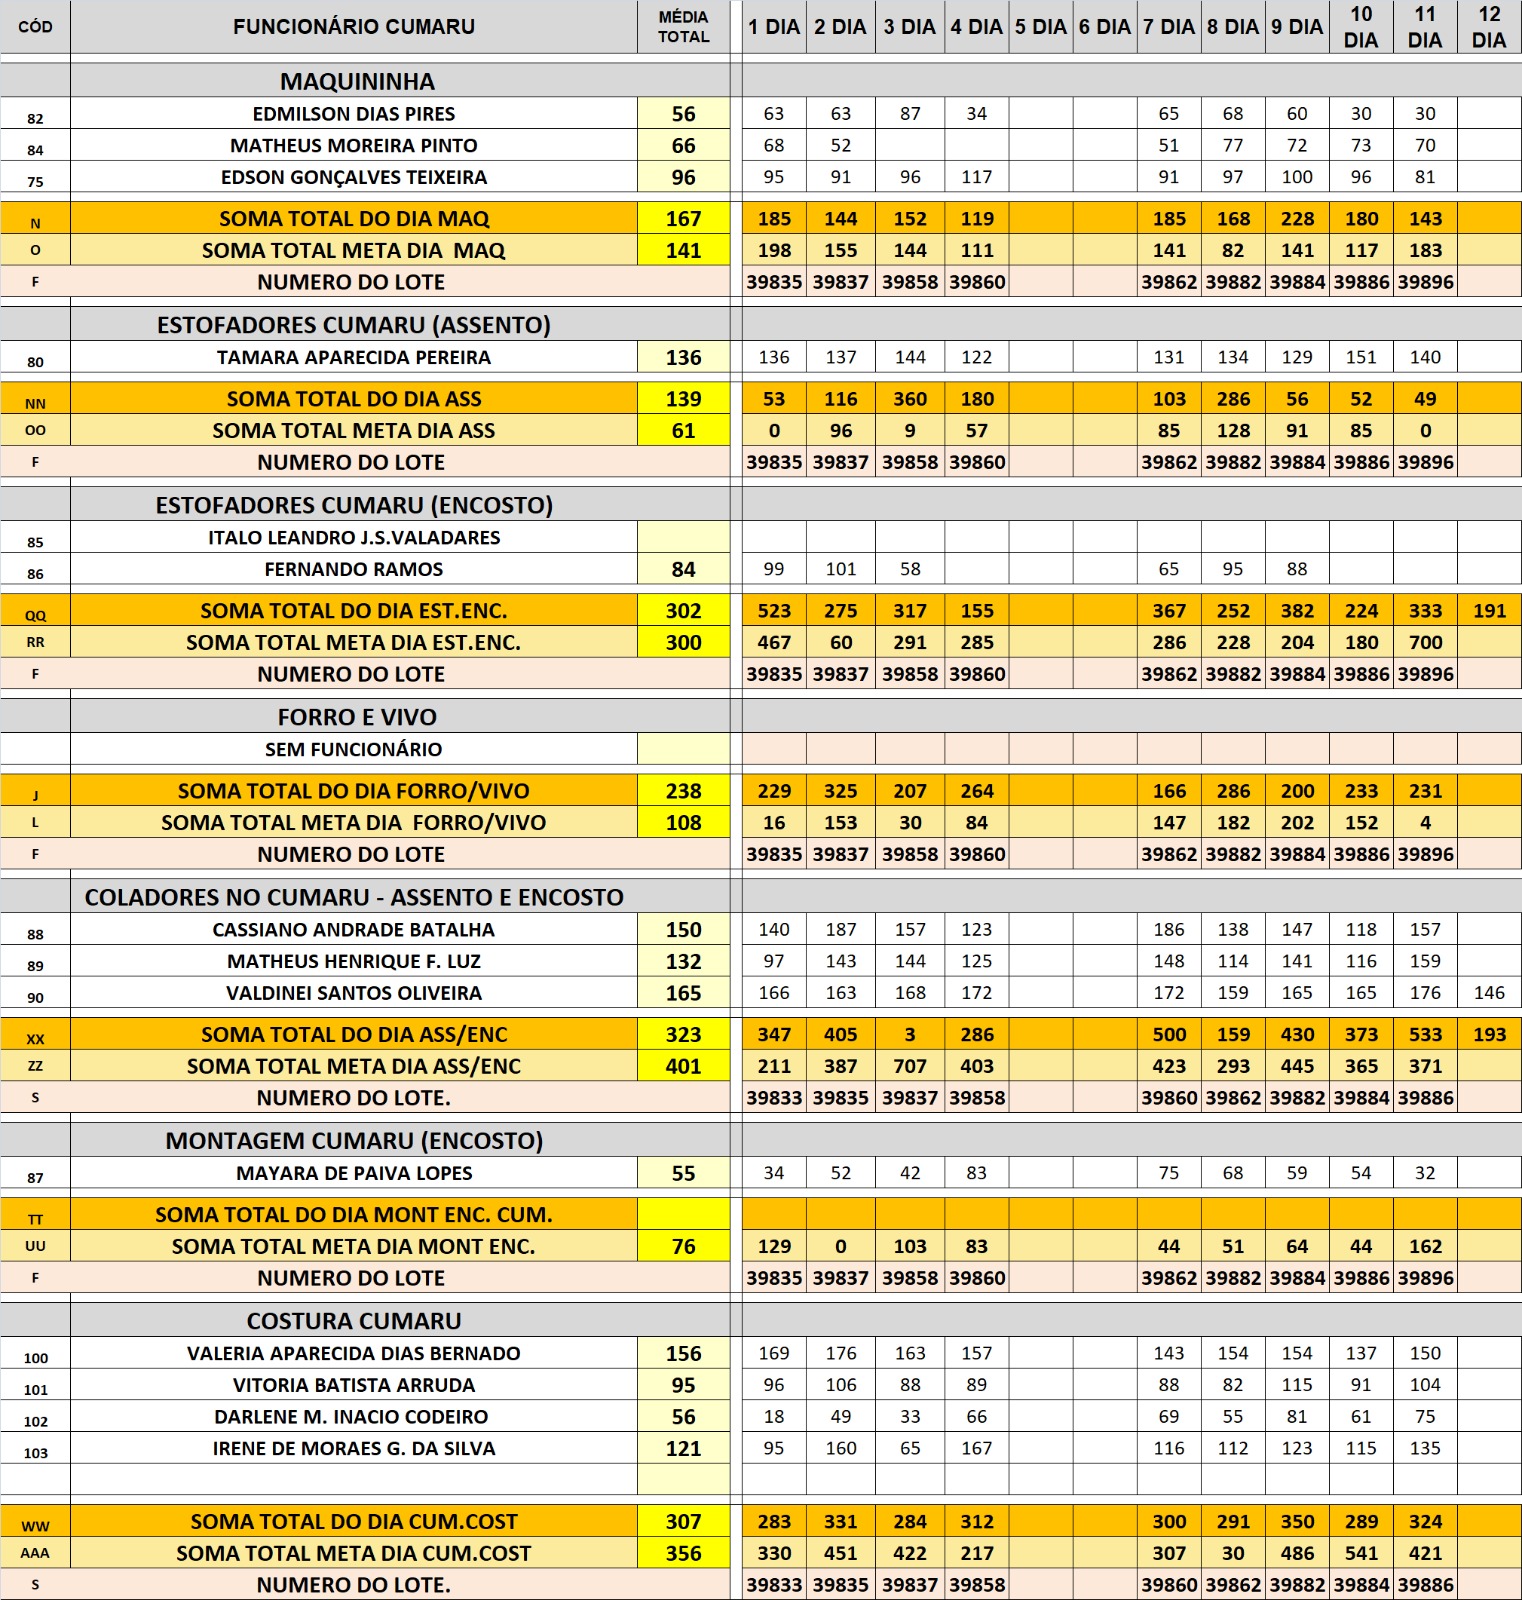 CÓD FUNCIONÁRIO CUMARU MÉDIA TOTAL 1 DIA 2 DIA 3 DIA 4 DIA 5 DIA 6 DIA 7 DIA 8 DIA 9 DIA 10 DIA 11 DIA 12 DIA
MAQUININHA
82 EDMILSON DIAS PIRES 56 63 63 87 34 65 68 60 30 30
84 MATHEUS MOREIRA PINTO 66 68 52 51 77 72 73 70
75 EDSON GONÇALVES TEIXEIRA 96 95 91 96 117 91 97 100 96 81
N SOMA TOTAL DO DIA MAQ 167 185 144 152 119 185 168 228 180 143
O SOMA TOTAL META DIA MAQ 141 198 155 144 111 141 82 141 117 183
F NUMERO DO LOTE 39835 39837 39858 39860 39862 39882 39884 39886 39896
ESTOFADORES CUMARU (ASSENTO)
80 TAMARA APARECIDA PEREIRA 136 136 137 144 122 131 134 129 151 140
NN SOMA TOTAL DO DIA ASS 139 53 116 360 180 103 286 56 52 49
OO SOMA TOTAL META DIA ASS 61 0 96 9 57 85 128 91 85 0
F NUMERO DO LOTE 39835 39837 39858 39860 39862 39882 39884 39886 39896
ESTOFADORES CUMARU (ENCOSTO)
85 ITALO LEANDRO J.S.VALADARES
86 FERNANDO RAMOS 84 99 101 58 65 95 88
QQ SOMA TOTAL DO DIA EST.ENC. 302 523 275 317 155 367 252 382 224 333 191
RR SOMA TOTAL META DIA EST.ENC. 300 467 60 291 285 286 228 204 180 700
F NUMERO DO LOTE 39835 39837 39858 39860 39862 39882 39884 39886 39896
FORRO E VIVO
SEM FUNCIONÁRIO
J SOMA TOTAL DO DIA FORRO/VIVO 238 229 325 207 264 166 286 200 233 231
L SOMA TOTAL META DIA FORRO/VIVO 108 16 153 30 84 147 182 202 152 4
F NUMERO DO LOTE 39835 39837 39858 39860 39862 39882 39884 39886 39896
COLADORES NO CUMARU - ASSENTO E ENCOSTO
88 CASSIANO ANDRADE BATALHA 150 140 187 157 123 186 138 147 118 157
89 MATHEUS HENRIQUE F. LUZ 132 97 143 144 125 148 114 141 116 159
90 VALDINEI SANTOS OLIVEIRA 165 166 163 168 172 172 159 165 165 176 146
XX SOMA TOTAL DO DIA ASS/ENC 323 347 405 3 286 500 159 430 373 533 193
ZZ SOMA TOTAL META DIA ASS/ENC 401 211 387 707 403 423 293 445 365 371
S NUMERO DO LOTE. 39833 39835 39837 39858 39860 39862 39882 39884 39886
MONTAGEM CUMARU (ENCOSTO)
87 MAYARA DE PAIVA LOPES 55 34 52 42 83 75 68 59 54 32
TT SOMA TOTAL DO DIA MONT ENC. CUM.
UU SOMA TOTAL META DIA MONT ENC. 76 129 0 103 83 44 51 64 44 162
F NUMERO DO LOTE 39835 39837 39858 39860 39862 39882 39884 39886 39896
COSTURA CUMARU
100 VALERIA APARECIDA DIAS BERNADO 156 169 176 163 157 143 154 154 137 150
101 VITORIA BATISTA ARRUDA 95 96 106 88 89 88 82 115 91 104
102 DARLENE M. INACIO CODEIRO 56 18 49 33 66 69 55 81 61 75
103 IRENE DE MORAES G. DA SILVA 121 95 160 65 167 116 112 123 115 135
WW SOMA TOTAL DO DIA CUM.COST 307 283 331 284 312 300 291 350 289 324
AAA SOMA TOTAL META DIA CUM.COST 356 330 451 422 217 307 30 486 541 421
S NUMERO DO LOTE. 39833 39835 39837 39858 39860 39862 39882 39884 39886